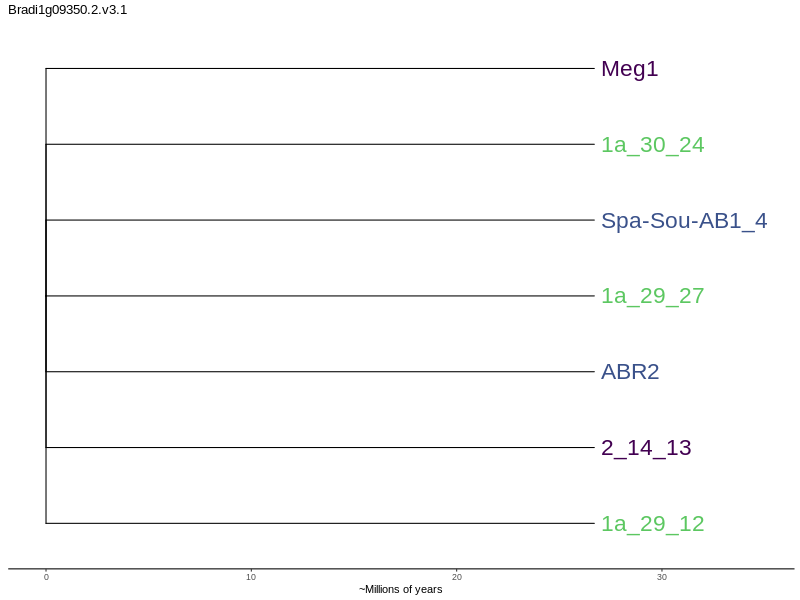 Bradi1g09350.2.v3.1
Meg1
1a_30_24
Spa-Sou-AB1_4
1a_29_27
ABR2
2_14_13
1a_29_12
0 10 20 30
~Millions of years